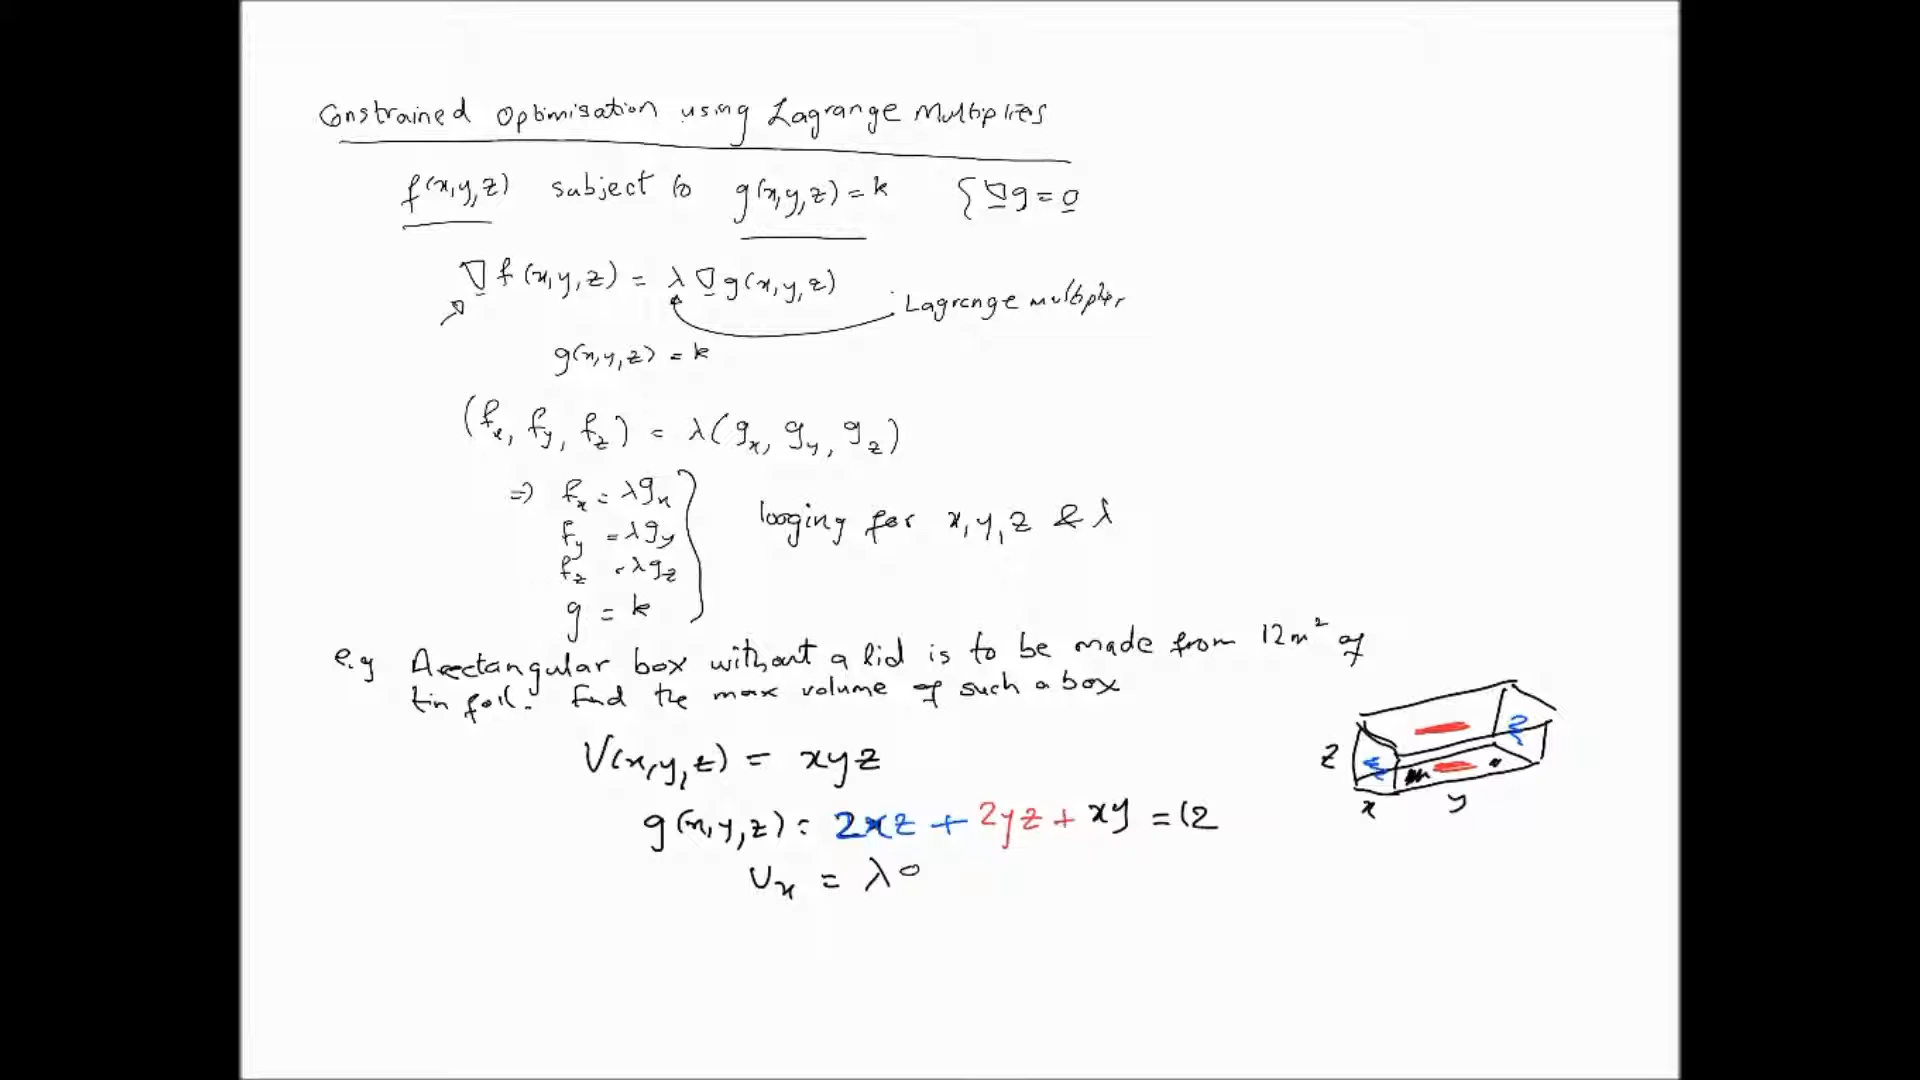 Constrained Optimisation using Lagrange Multipliers
f(x,y,z) subject to g(x,y,z) = k { ∇g = 0
∇f(x,y,z) = λ∇g(x,y,z)
Lagrange multiplier
g(x,y,z) = k
(fx, fy, fz) = λ(gx, gy, gz)
=> fx = λgx
fy = λgy
fz = λgz
g = k
looging for x, y, z & λ
e.g A rectangular box without a lid is to be made from 12m² of
tin foil. Find the max volume of such a box
V(x,y,z) = xyz
g(x,y,z) = 2xz + 2yz + xy = 12
z
x
y
Vx = λ